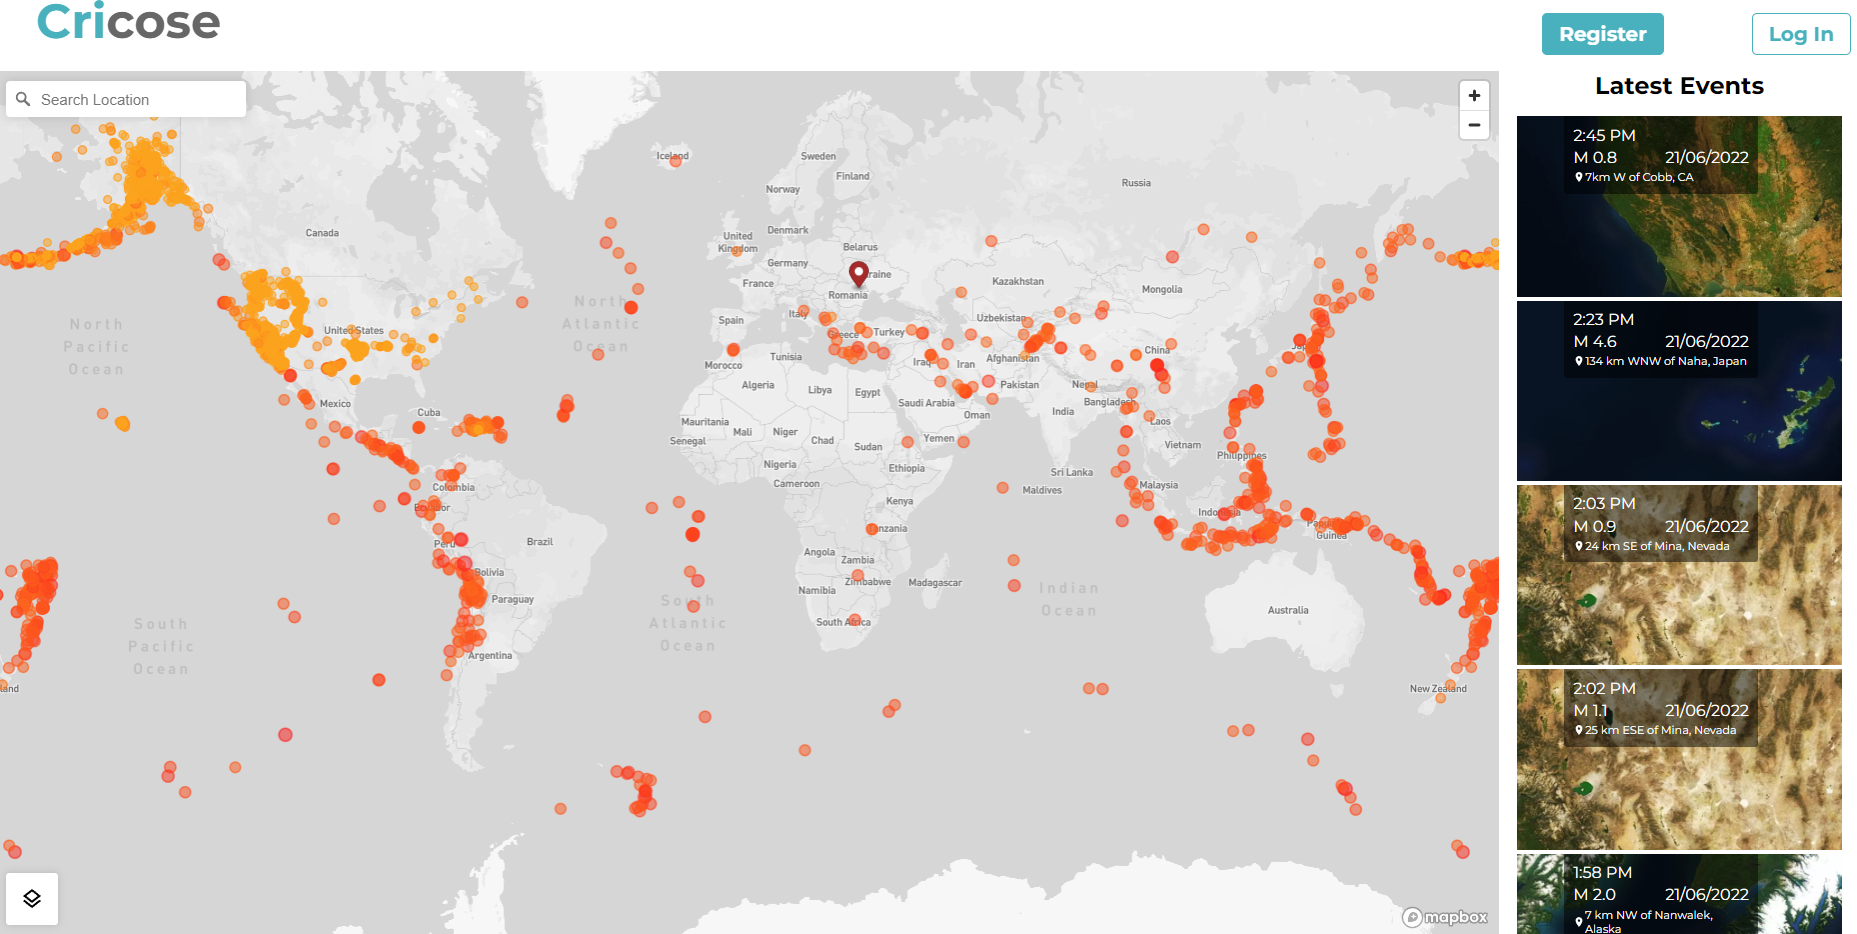 Cricose
Register
Log In
Search Location
+
−
Latest Events
2:45 PM
M 0.8 21/06/2022
7km W of Cobb, CA
2:23 PM
M 4.6 21/06/2022
134 km WNW of Naha, Japan
2:03 PM
M 0.9 21/06/2022
24 km SE of Mina, Nevada
2:02 PM
M 1.1 21/06/2022
25 km ESE of Mina, Nevada
1:58 PM
M 2.0 21/06/2022
7 km NW of Nanwalek,
Alaska
Iceland
Sweden
Finland
Norway
Russia
Canada
United
Kingdom
Denmark
Belarus
Germany
France
Romania
Kazakhstan
Mongolia
North
Pacific
Ocean
North
Atlantic
Ocean
United States
Spain
Italy
Greece
Turkey
Uzbekistan
China
Morocco
Tunisia
Iraq
Iran
Afghanistan
Algeria
Libya
Egypt
Pakistan
Nepal
Mexico
Cuba
Saudi Arabia
Oman
India
Bangladesh
Mauritania
Mali
Niger
Chad
Sudan
Yemen
Laos
Senegal
Vietnam
Philippines
Nigeria
Ethiopia
Sri Lanka
Colombia
Cameroon
Kenya
Maldives
Malaysia
Ecuador
Indonesia
Papua
Guinea
Peru
Brazil
Tanzania
Angola
Zambia
Bolivia
Zimbabwe
Madagascar
Namibia
Paraguay
Indian
Ocean
South
Atlantic
Ocean
South Africa
Australia
South
Pacific
Ocean
Argentina
land
New Zealand
mapbox